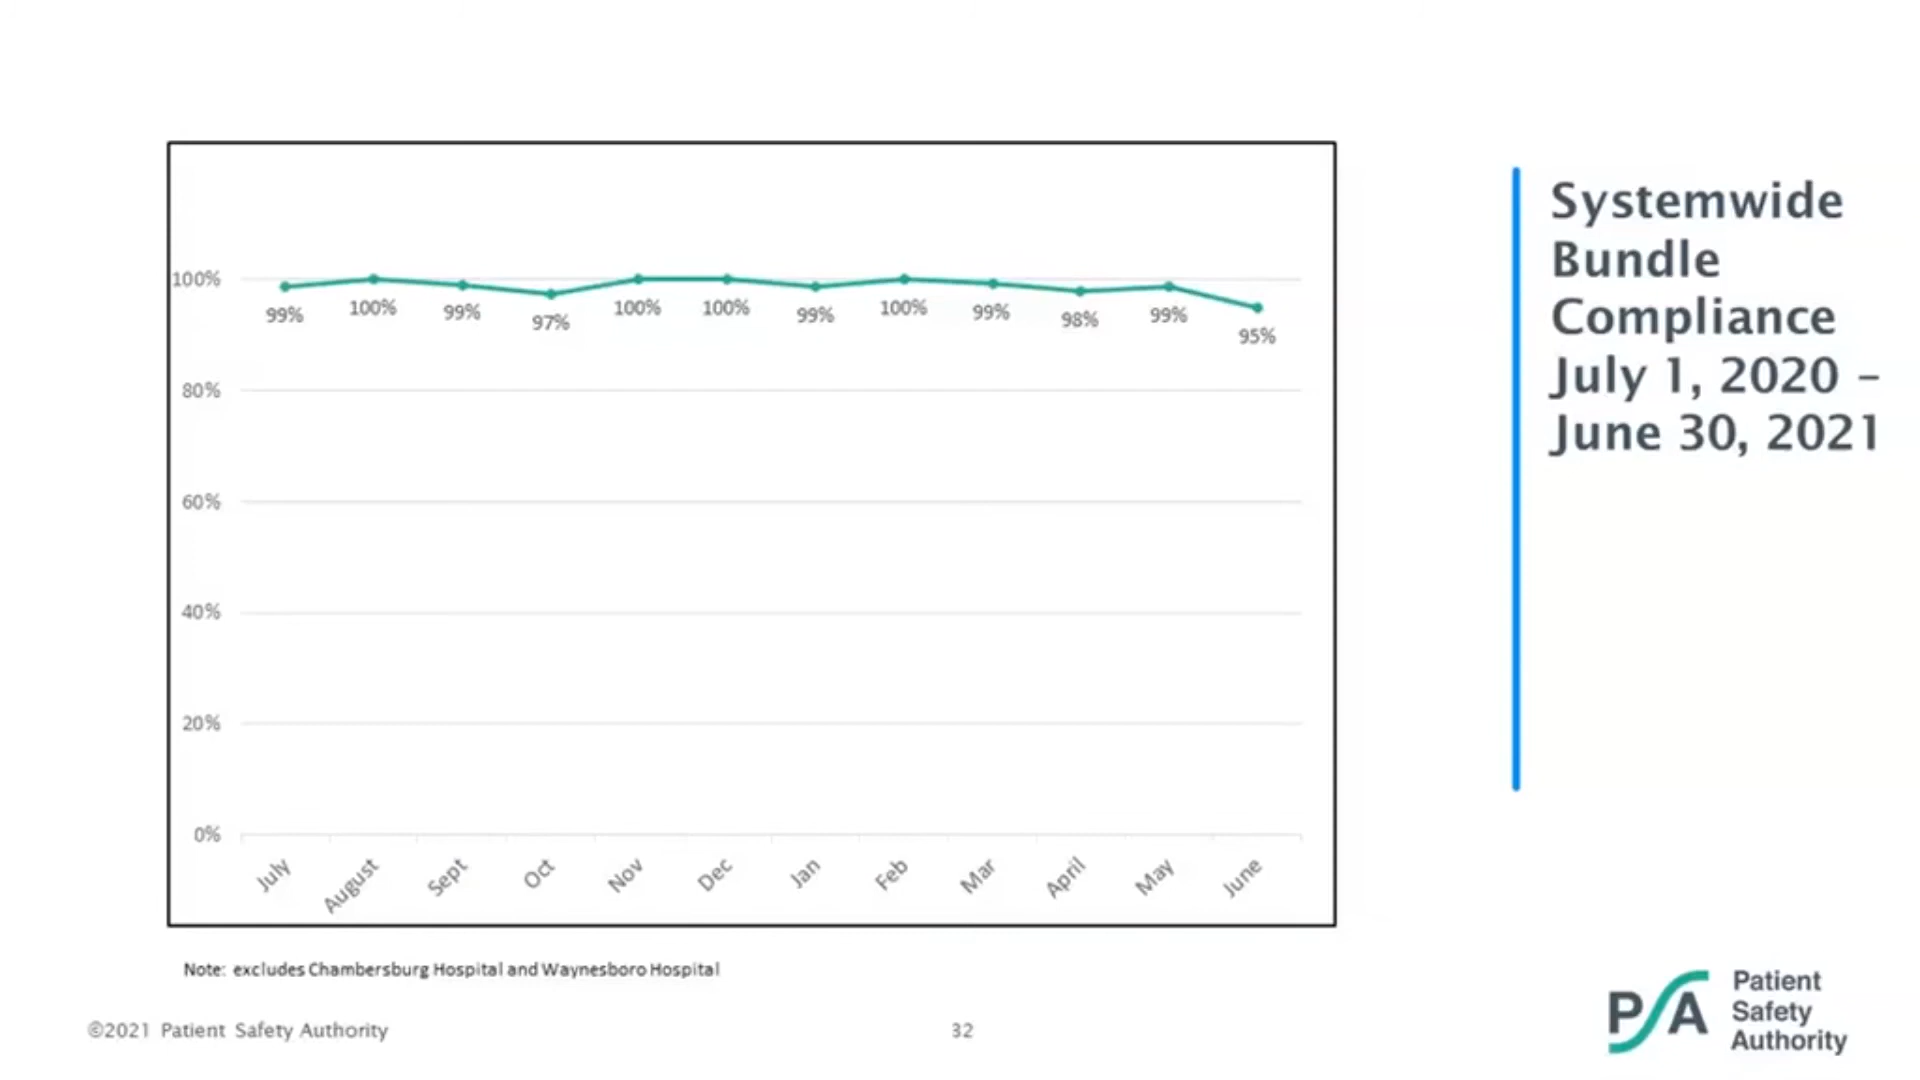 Systemwide
Bundle
Compliance
July 1, 2020 –
June 30, 2021
100%
80%
60%
40%
20%
0%
99%
100%
99%
97%
100%
100%
99%
100%
99%
98%
99%
95%
July
August
Sept
Oct
Nov
Dec
Jan
Feb
Mar
April
May
June
Note: excludes Chambersburg Hospital and Waynesboro Hospital
©2021 Patient Safety Authority
32
PSA
Patient
Safety
Authority